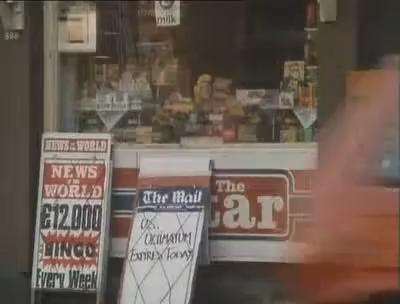 milk
NEWS OF THE WORLD
NEWS
OF THE
WORLD
£12,000
BINGO
Every Week
The Mail
U.S.
ULTIMATUM
EXPIRES TODAY
The
Star